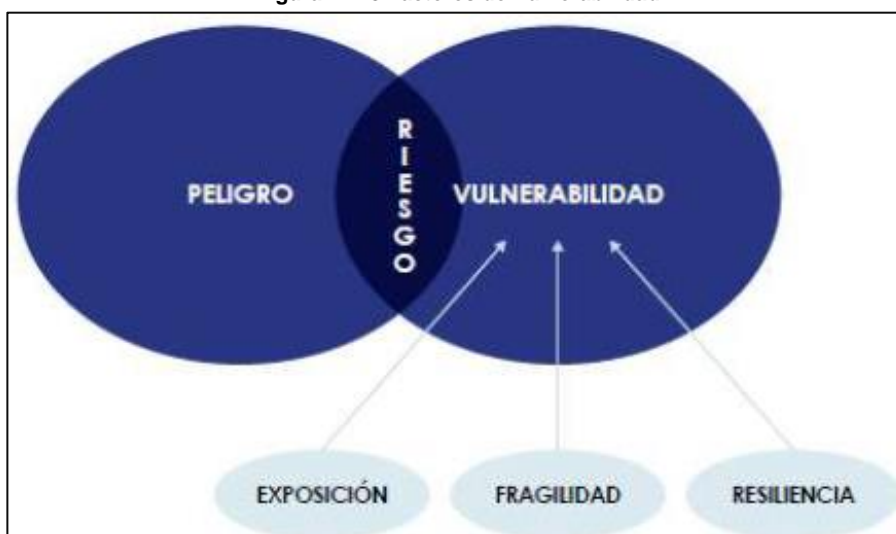 PELIGRO
RIESGO
VULNERABILIDAD
EXPOSICIÓN
FRAGILIDAD
RESILIENCIA